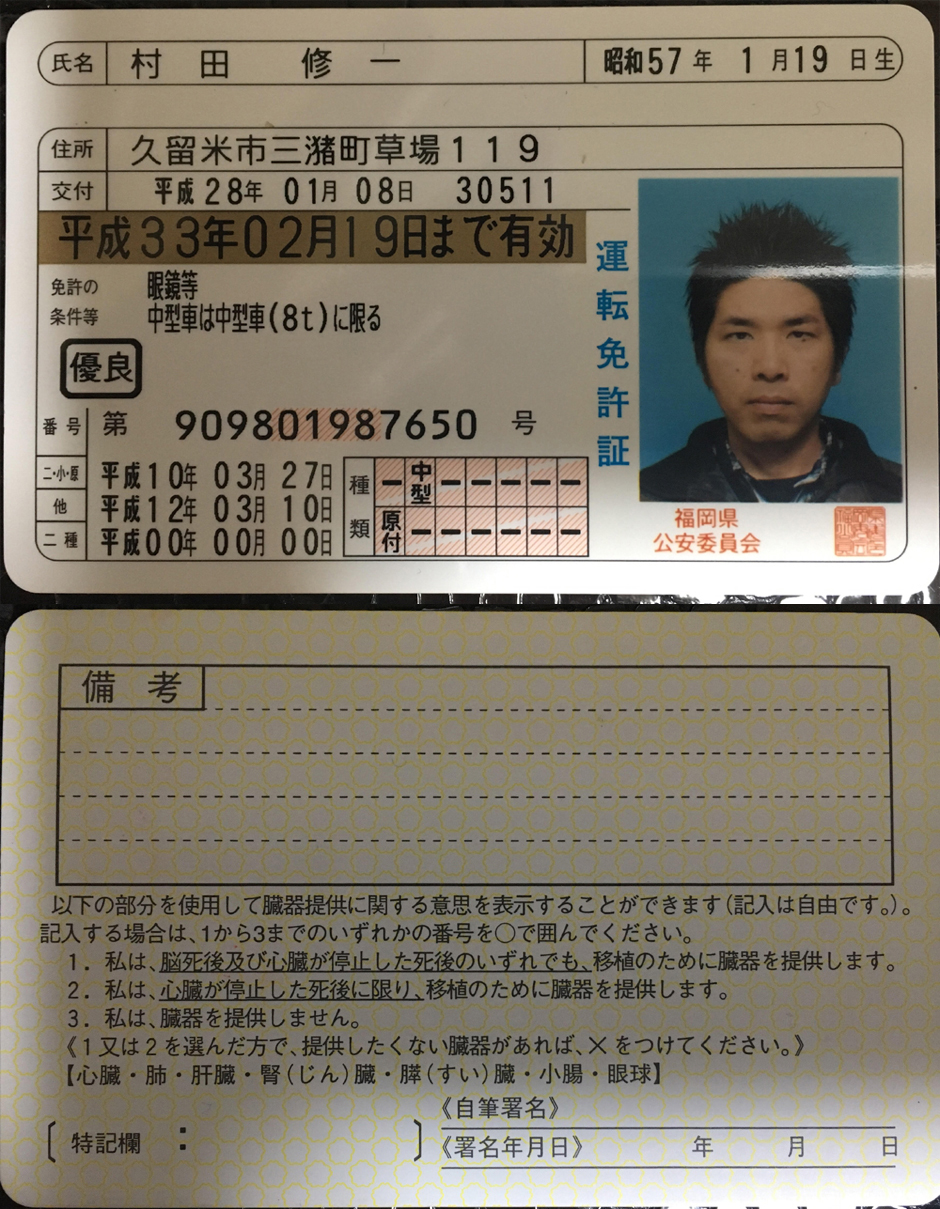 氏名 村田 修一 昭和57年 1月19日生
住所 久留米市三潴町草場119
交付 平成28年01月08日 30511
平成33年02月19日まで有効
免許の 眼鏡等
条件等 中型車は中型車(8t)に限る
優良
番号 第 909801987650 号
二・小・原 平成10年03月27日
他 平成12年03月10日
二種 平成00年00月00日
種類 中型 原付
運転免許証
福岡県
公安委員会
備考
以下の部分を使用して臓器提供に関する意思を表示することができます(記入は自由です。)。
記入する場合は、1から3までのいずれかの番号を〇で囲んでください。
1. 私は、脳死後及び心臓が停止した死後のいずれでも、移植のために臓器を提供します。
2. 私は、心臓が停止した死後に限り、移植のために臓器を提供します。
3. 私は、臓器を提供しません。
《1又は2を選んだ方で、提供したくない臓器があれば、×をつけてください。》
【心臓・肺・肝臓・腎(じん)臓・膵(すい)臓・小腸・眼球】
〔特記欄 : 〕
《自筆署名》
《署名年月日》 年 月 日